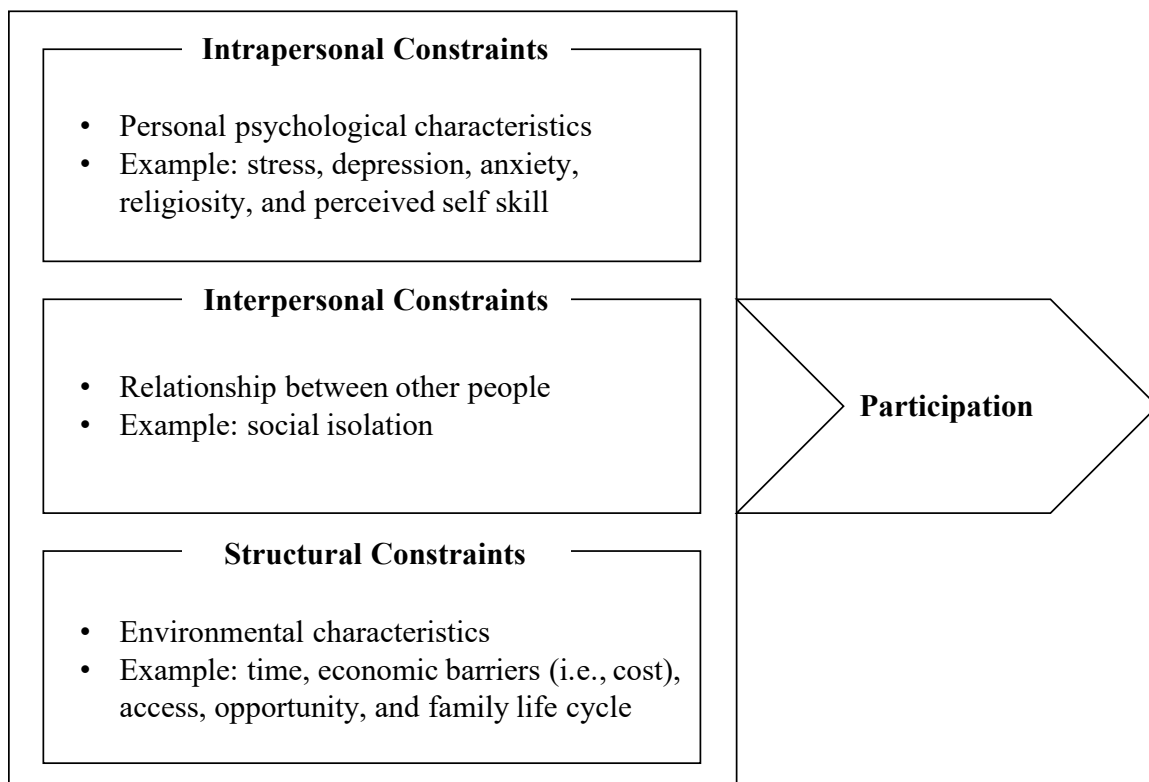 Intrapersonal Constraints
• Personal psychological characteristics
• Example: stress, depression, anxiety,
religiosity, and perceived self skill
Interpersonal Constraints
• Relationship between other people
• Example: social isolation
Participation
Structural Constraints
• Environmental characteristics
• Example: time, economic barriers (i.e., cost),
access, opportunity, and family life cycle